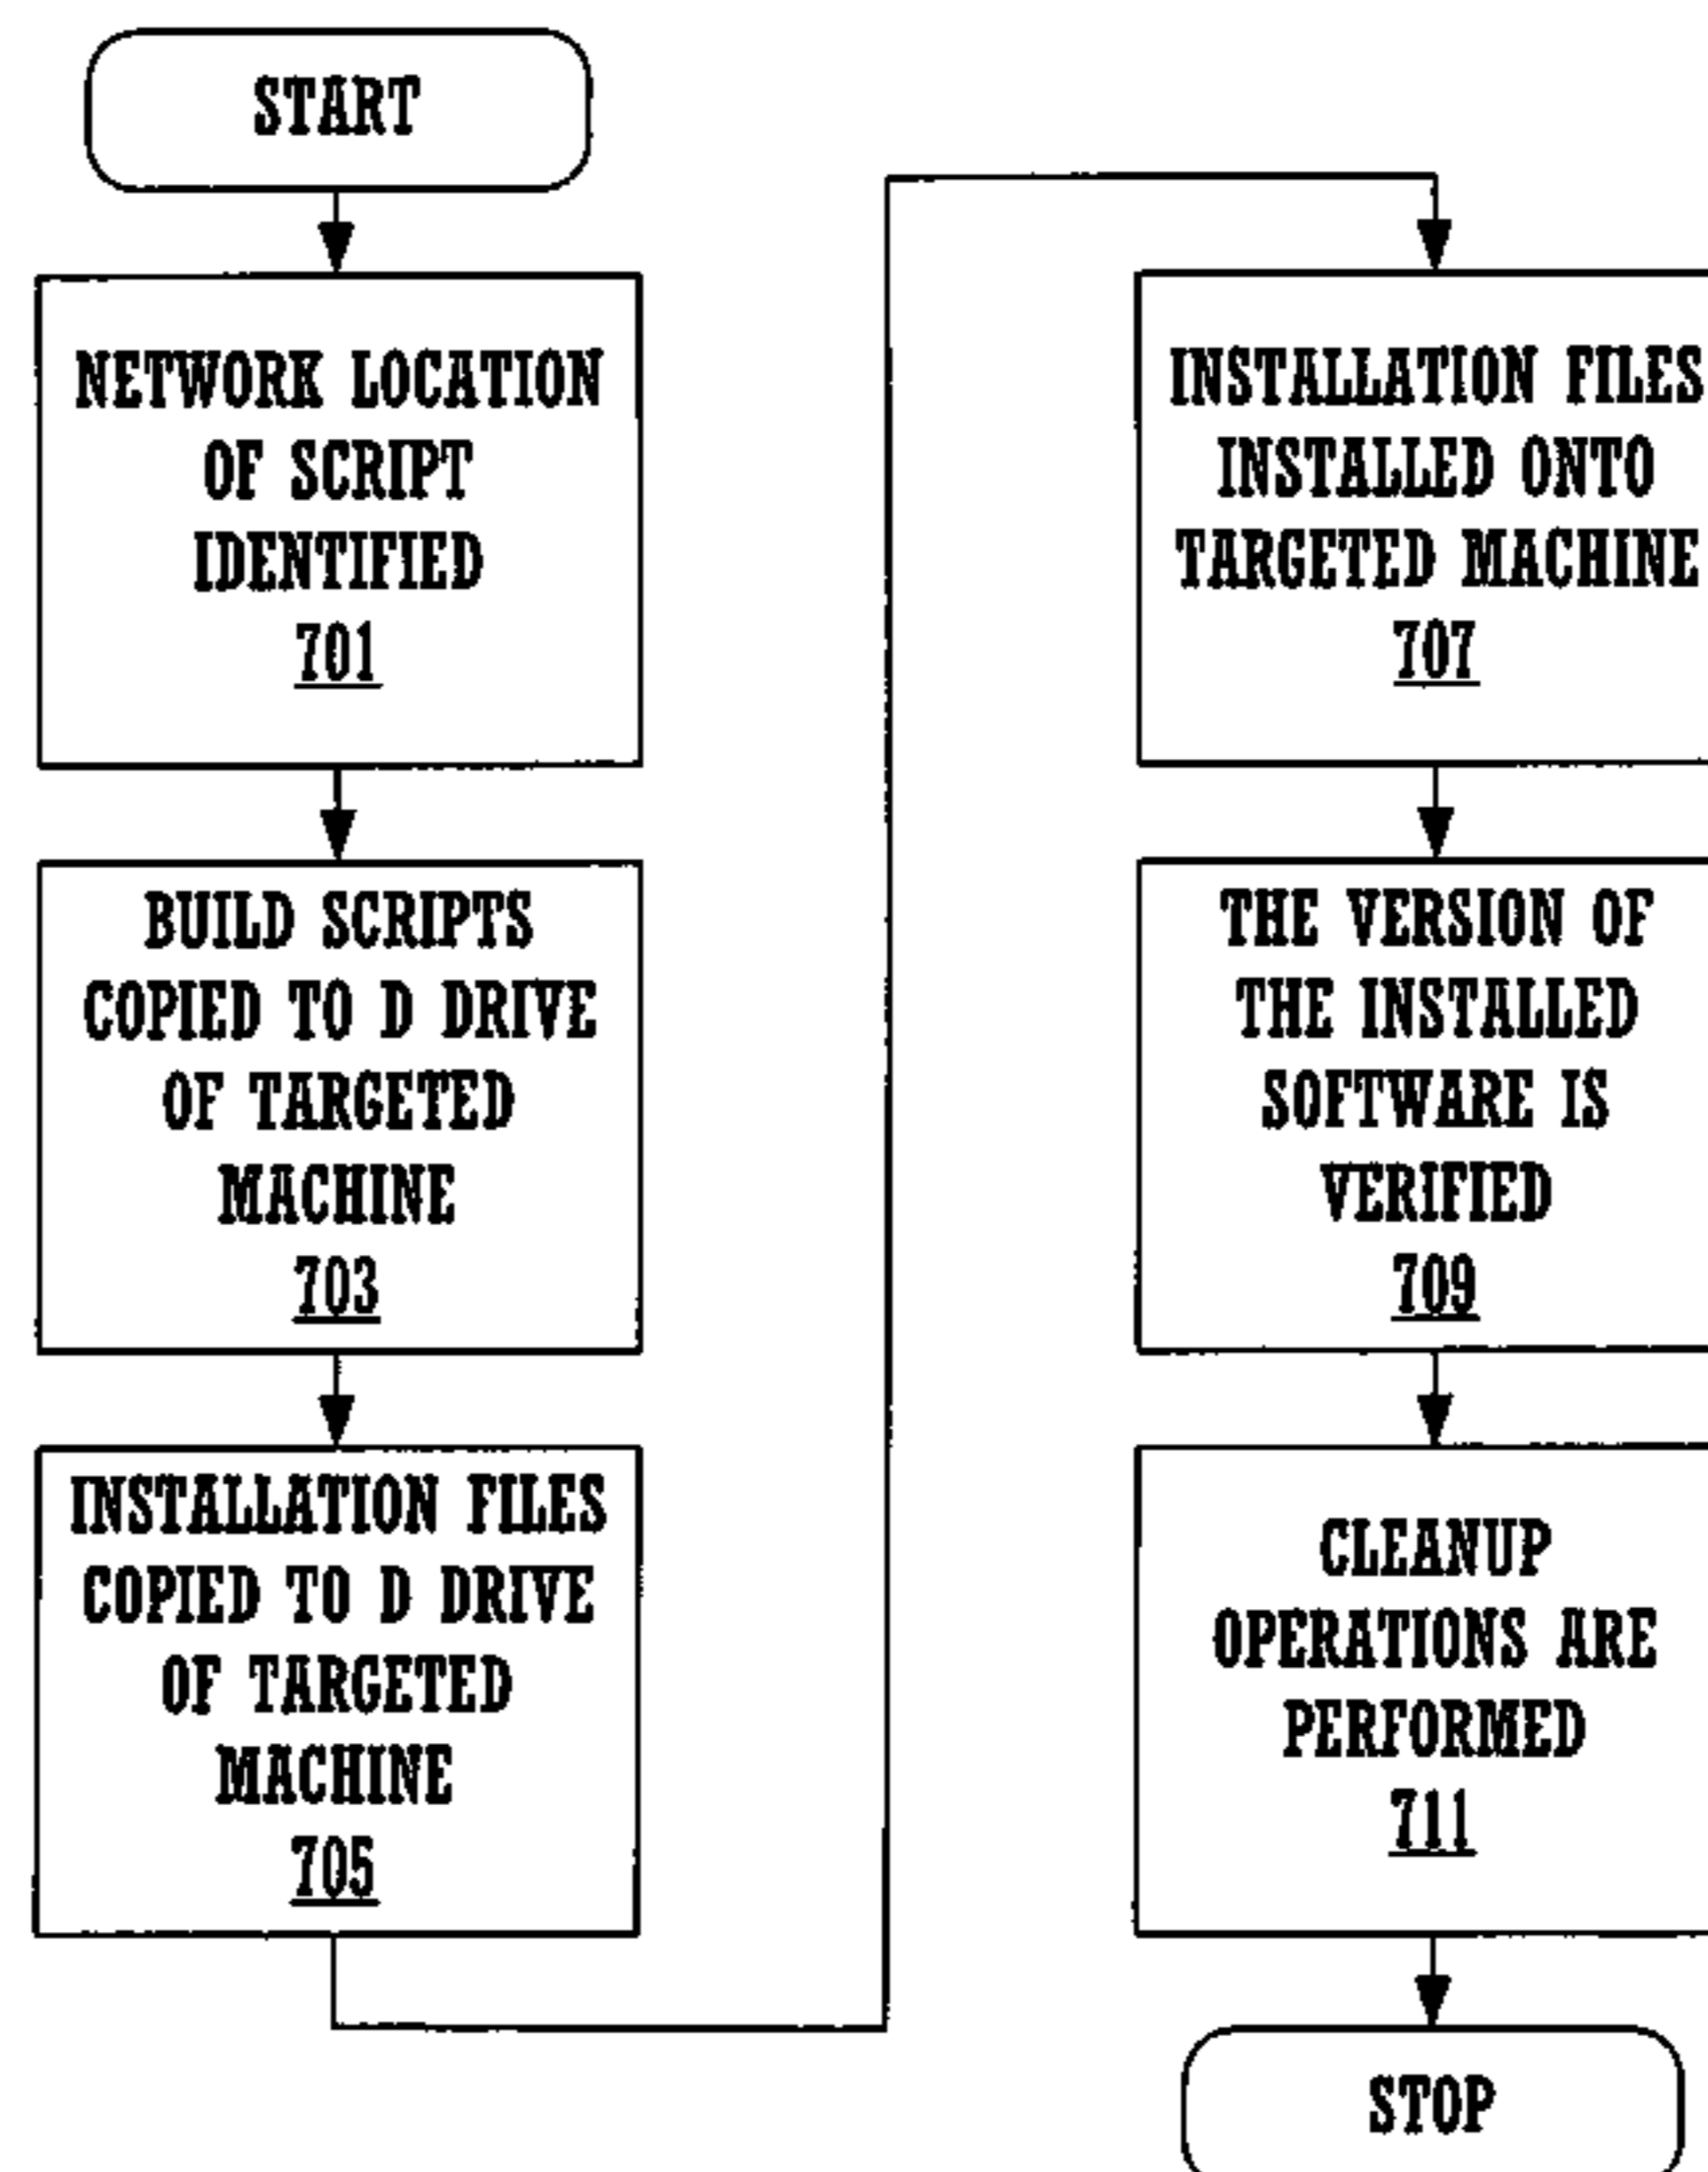 START
NETWORK LOCATION
OF SCRIPT
IDENTIFIED
701
BUILD SCRIPTS
COPIED TO D DRIVE
OF TARGETED
MACHINE
703
INSTALLATION FILES
COPIED TO D DRIVE
OF TARGETED
MACHINE
705
INSTALLATION FILES
INSTALLED ONTO
TARGETED MACHINE
707
THE VERSION OF
THE INSTALLED
SOFTWARE IS
VERIFIED
709
CLEANUP
OPERATIONS ARE
PERFORMED
711
STOP